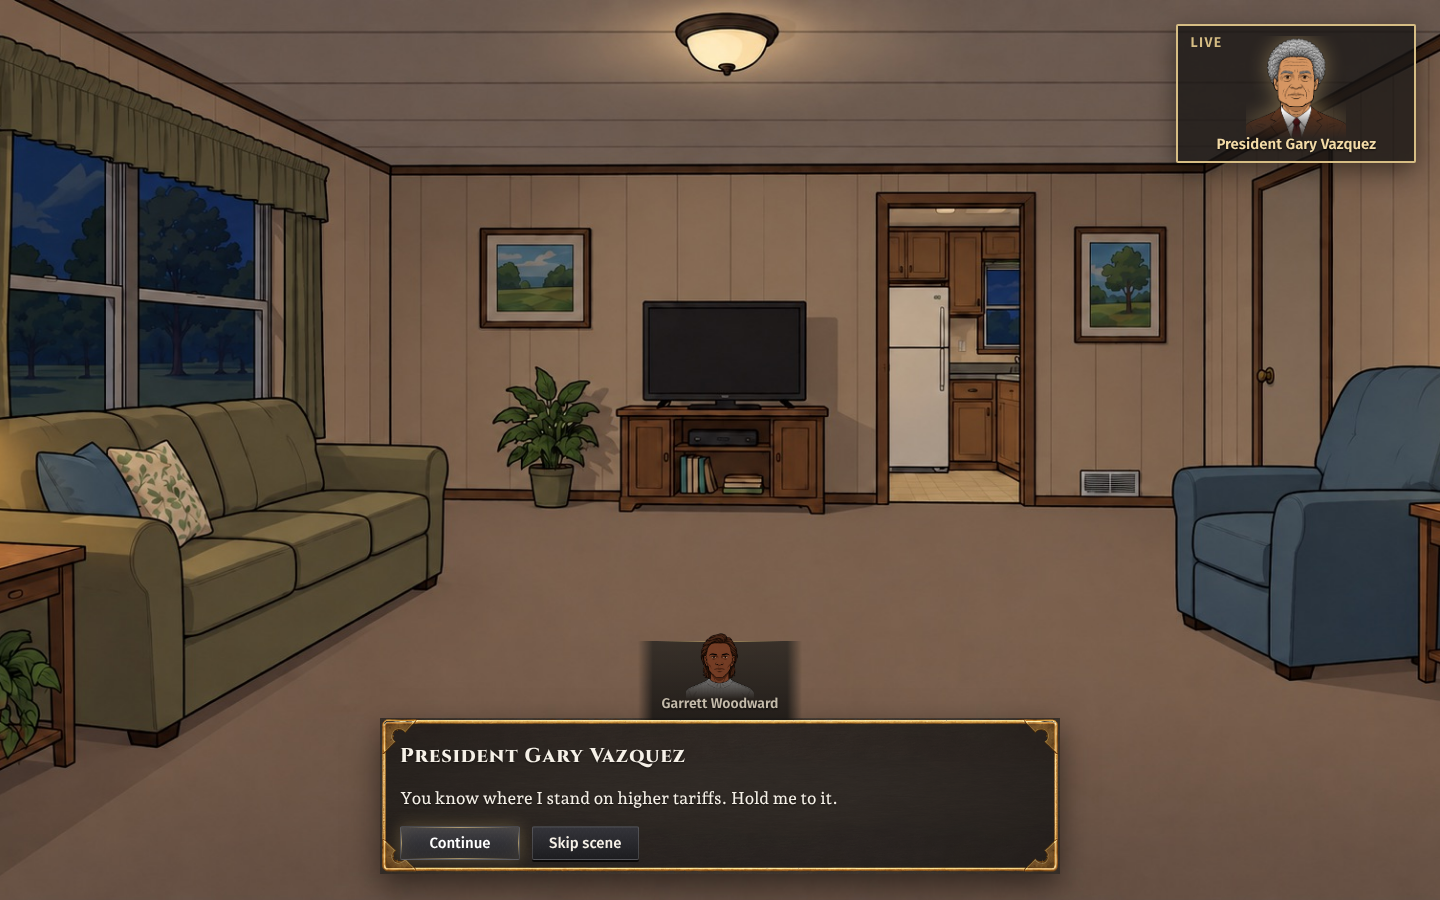 LIVE
President Gary Vazquez
Garrett Woodward
President Gary Vazquez
You know where I stand on higher tariffs. Hold me to it.
Continue
Skip scene